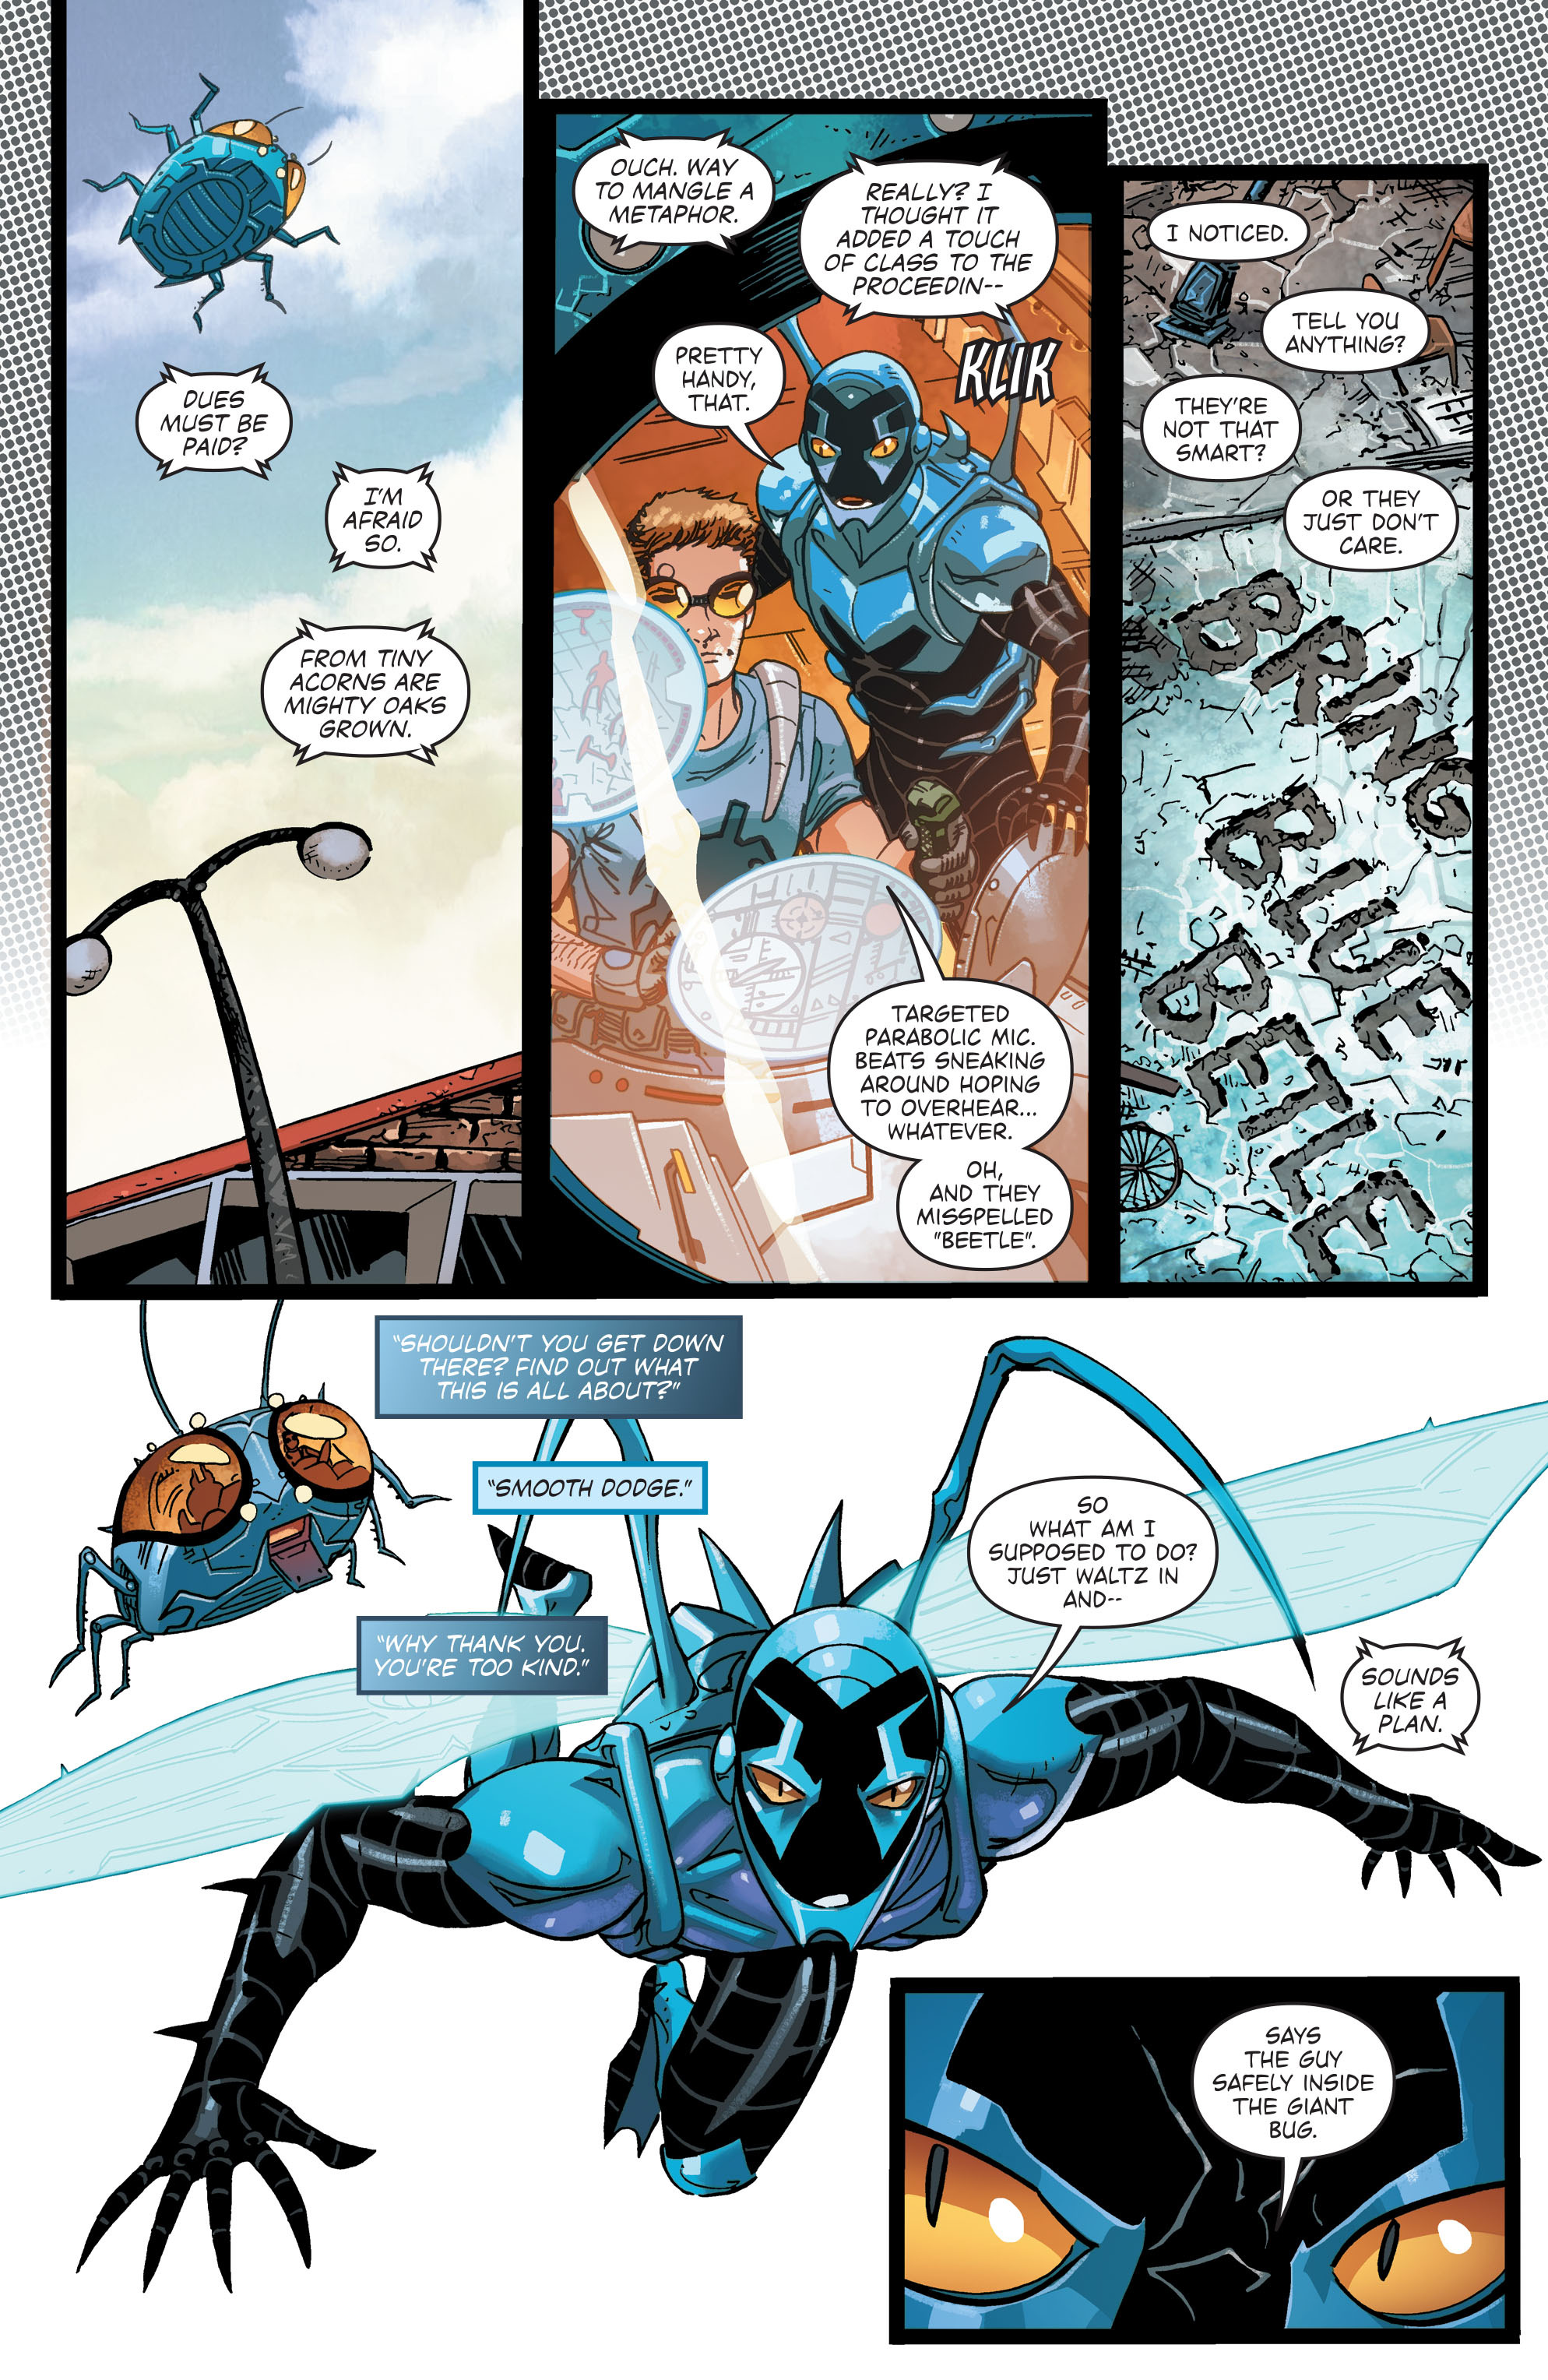 DUES
MUST BE
PAID?
I'M
AFRAID
SO.
FROM TINY
ACORNS ARE
MIGHTY OAKS
GROWN.
OUCH. WAY
TO MANGLE A
METAPHOR.
REALLY? I
THOUGHT IT
ADDED A TOUCH
OF CLASS TO THE
PROCEEDIN--
KLIK
PRETTY
HANDY,
THAT.
TARGETED
PARABOLIC MIC.
BEATS SNEAKING
AROUND HOPING
TO OVERHEAR...
WHATEVER.
OH,
AND THEY
MISSPELLED
"BEETLE".
I NOTICED.
TELL YOU
ANYTHING?
THEY'RE
NOT THAT
SMART?
OR THEY
JUST DON'T
CARE.
BRING
BLUE
BEILE
"SHOULDN'T YOU GET DOWN
THERE? FIND OUT WHAT
THIS IS ALL ABOUT?"
"SMOOTH DODGE."
"WHY THANK YOU.
YOU'RE TOO KIND."
SO
WHAT AM I
SUPPOSED TO DO?
JUST WALTZ IN
AND--
SOUNDS
LIKE A
PLAN.
SAYS
THE GUY
SAFELY INSIDE
THE GIANT
BUG.